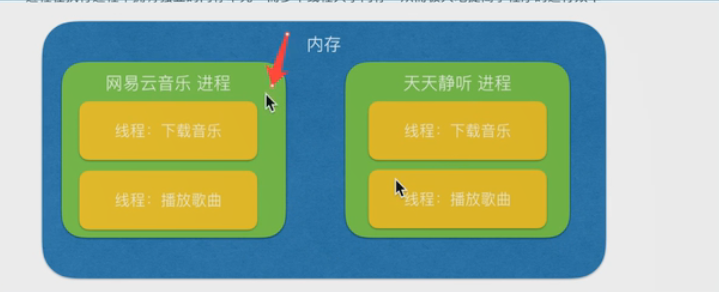 内存
网易云音乐 进程
线程：下载音乐
线程：播放歌曲
天天静听 进程
线程：下载音乐
线程：播放歌曲